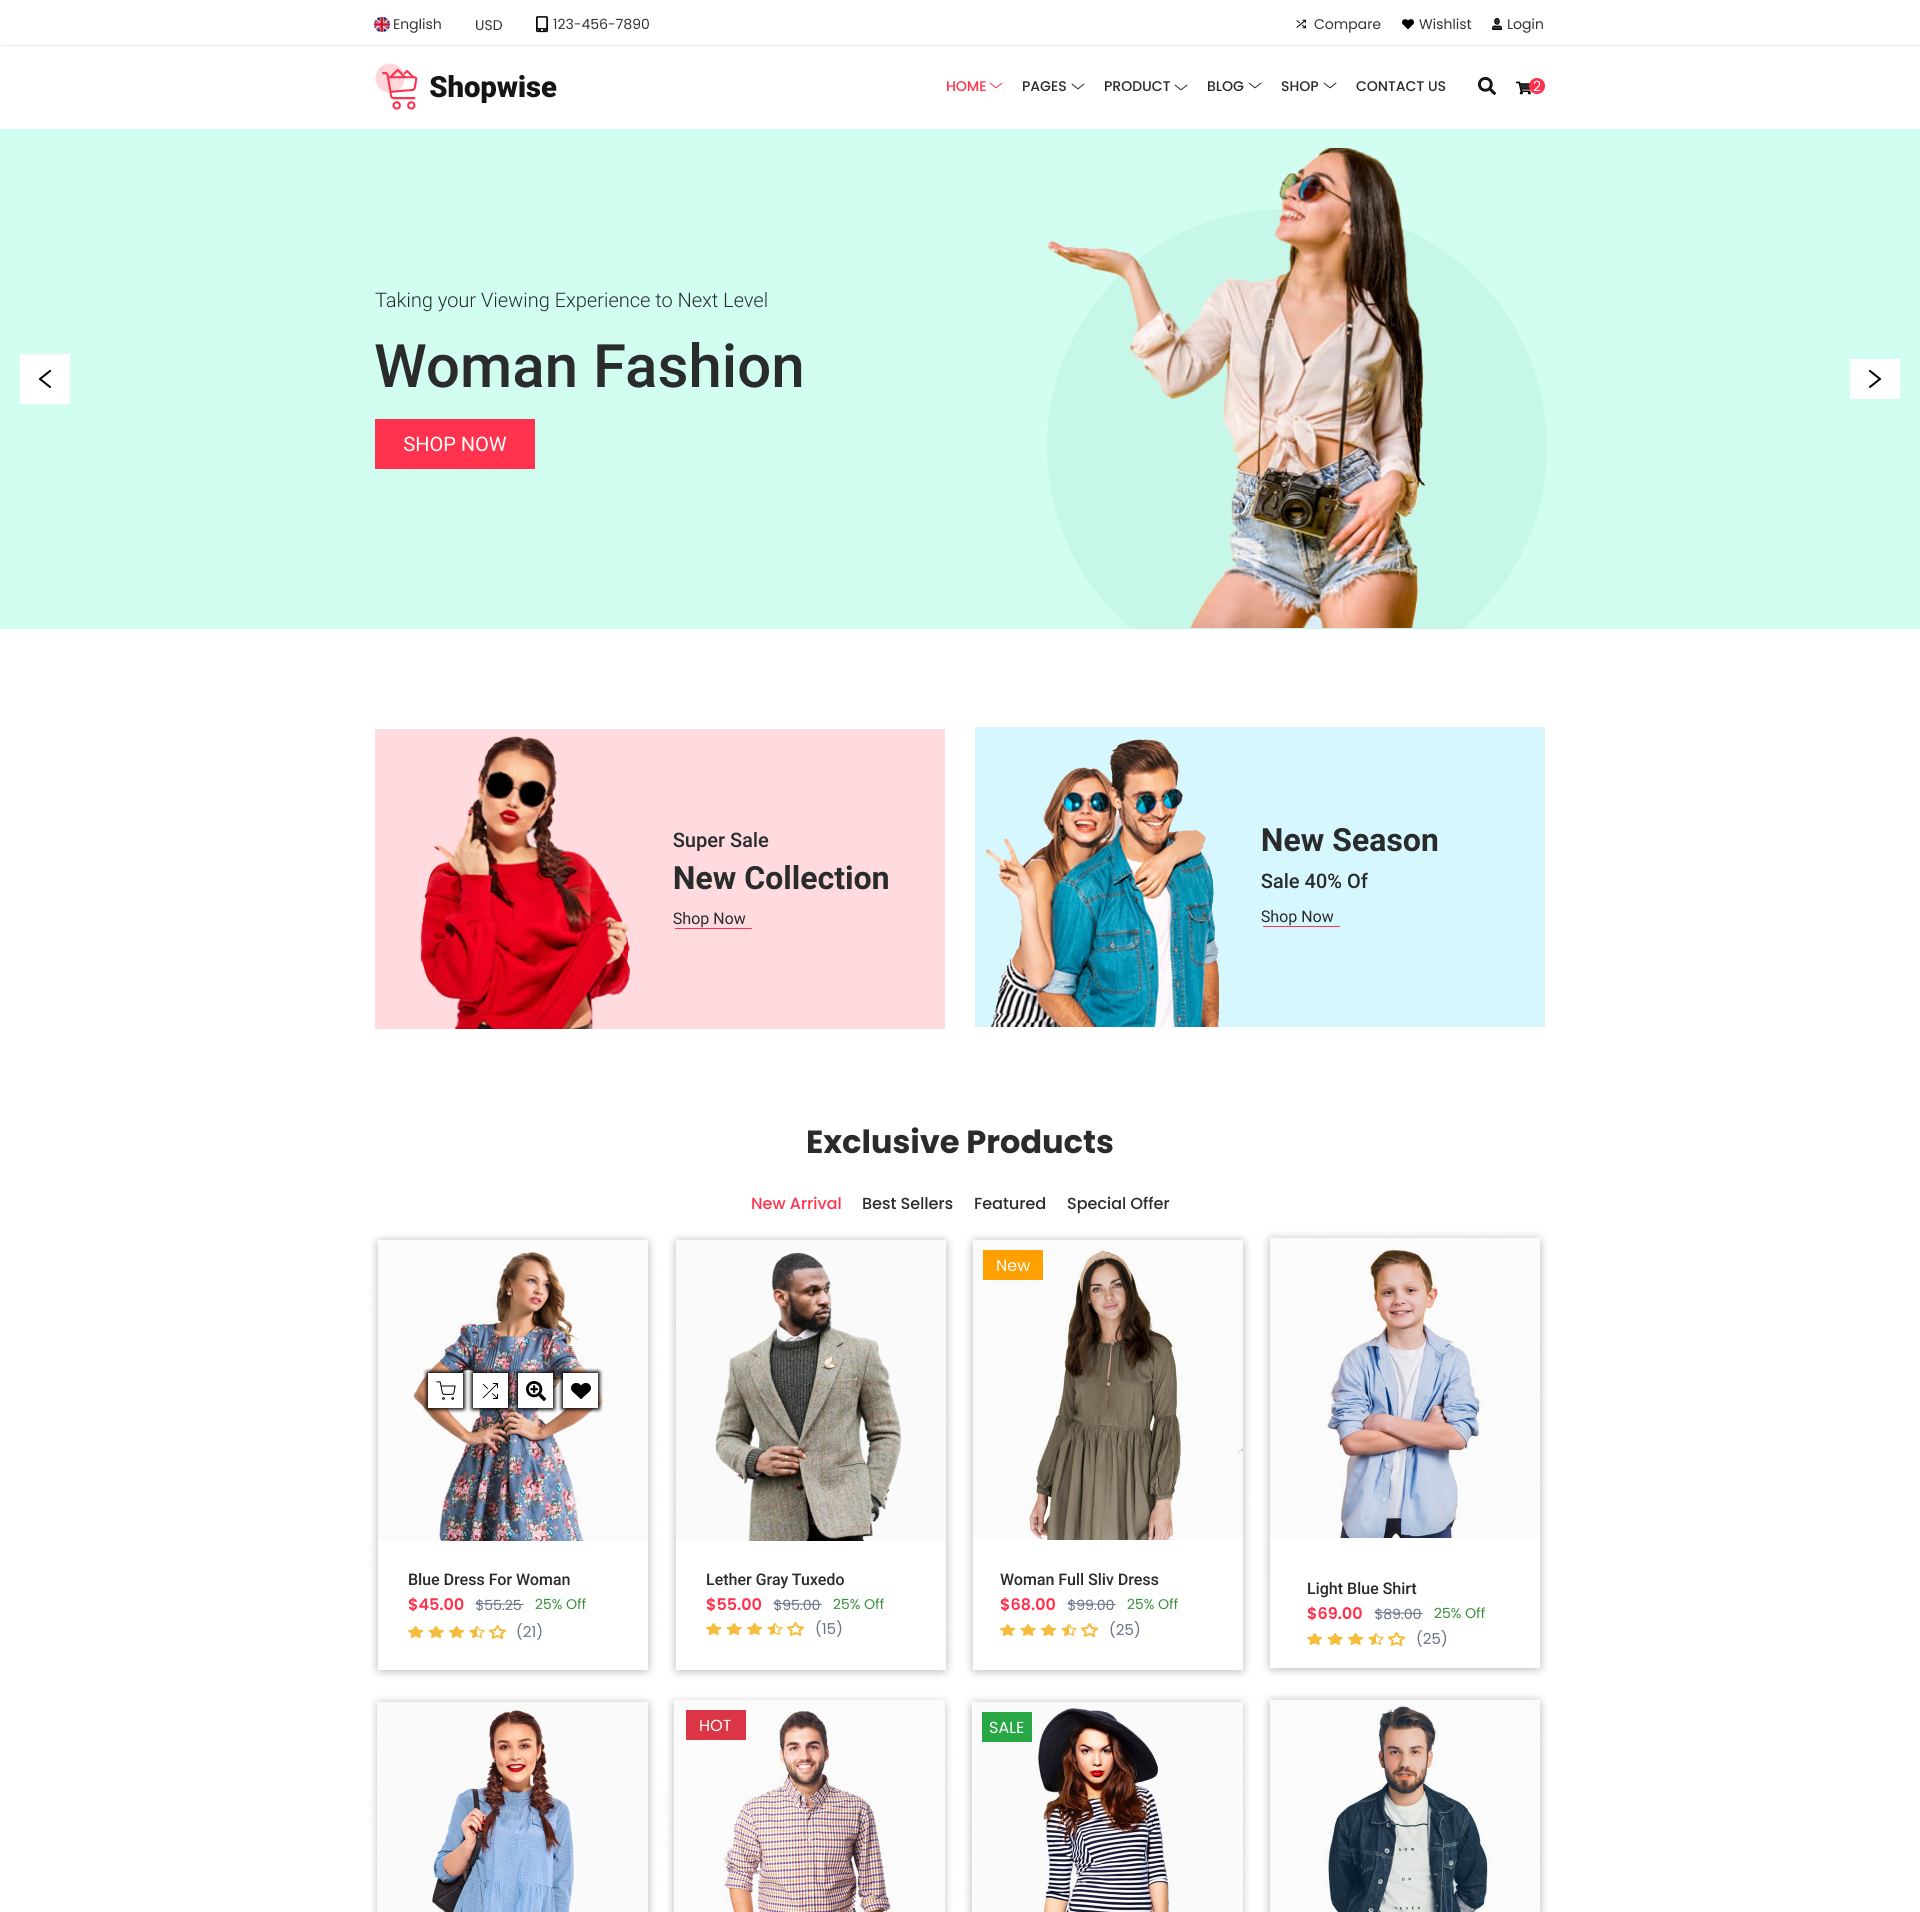 English USD 123-456-7890 Compare Wishlist Login
Shopwise HOME PAGES PRODUCT BLOG SHOP CONTACT US 2
Taking your Viewing Experience to Next Level
Woman Fashion
SHOP NOW
Super Sale
New Collection
Shop Now
New Season
Sale 40% Of
Shop Now
Exclusive Products
New Arrival Best Sellers Featured Special Offer
New
Blue Dress For Woman
$45.00 $55.25 25% Off
(21)
Lether Gray Tuxedo
$55.00 $95.00 25% Off
(15)
Woman Full Sliv Dress
$68.00 $99.00 25% Off
(25)
Light Blue Shirt
$69.00 $89.00 25% Off
(25)
HOT
SALE